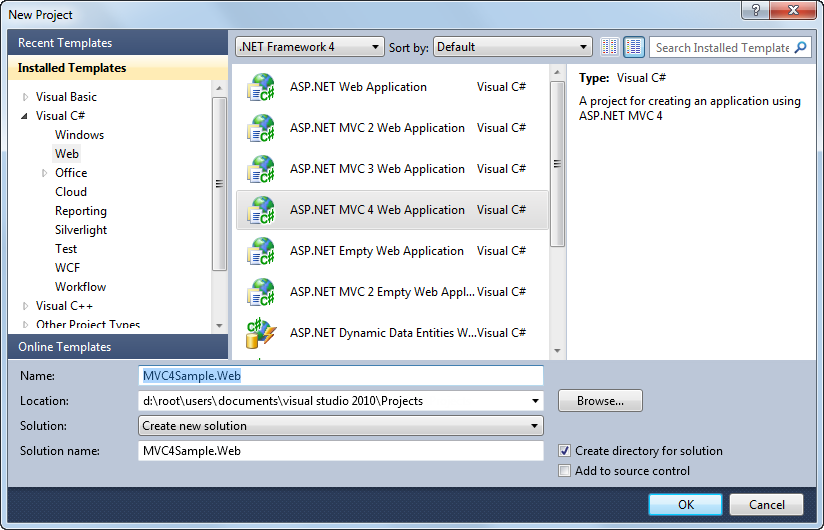 New Project
Recent Templates
Installed Templates
Visual Basic
Visual C#
Windows
Web
Office
Cloud
Reporting
Silverlight
Test
WCF
Workflow
Visual C++
Other Project Types
Online Templates
.NET Framework 4 Sort by: Default Search Installed Template
ASP.NET Web Application Visual C#
ASP.NET MVC 2 Web Application Visual C#
ASP.NET MVC 3 Web Application Visual C#
ASP.NET MVC 4 Web Application Visual C#
ASP.NET Empty Web Application Visual C#
ASP.NET MVC 2 Empty Web Appl... Visual C#
ASP.NET Dynamic Data Entities W... Visual C#
Type: Visual C#
A project for creating an application using
ASP.NET MVC 4
Name: MVC4Sample.Web
Location: d:\root\users\documents\visual studio 2010\Projects Browse...
Solution: Create new solution
Solution name: MVC4Sample.Web
Create directory for solution
Add to source control
OK Cancel